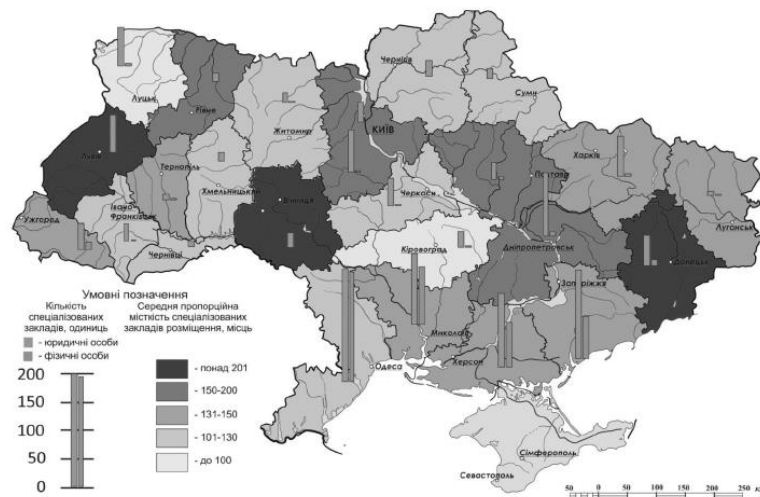 Чернігів
Луцьк
Рівне
Суми
Житомир
КИЇВ
Львів
Полтава
Харків
Тернопіль
Хмельницький
Черкаси
Луганськ
Вінниця
Ужгород
Івано-
Франківськ
Кіровоград
Дніпропетровськ
Донецьк
Чернівці
Запоріжжя
Миколаїв
Херсон
Одеса
Сімферополь
Севастополь
Умовні позначення
Кількість
спеціалізованих
закладів, одиниць
- юридичні особи
- фізичні особи
200
150
100
50
0
Середня пропорційна
місткість спеціалізованих
закладів розміщення, місць
- понад 201
- 150-200
- 131-150
- 101-130
- до 100
50 0 50 100 150 200 250